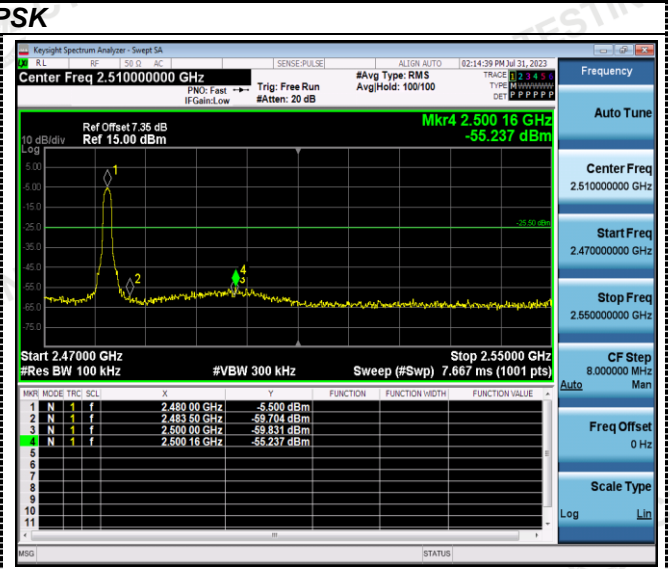 PSK
TESTING
Keysight Spectrum Analyzer - Swept SA
RL RF 50 Ω AC SENSE:PULSE ALIGN AUTO 02:14:39 PM Jul 31, 2023
Center Freq 2.510000000 GHz
PNO: Fast
IFGain:Low
Trig: Free Run
#Atten: 20 dB
#Avg Type: RMS
Avg|Hold: 100/100
TRACE 1 2 3 4 5 6
TYPE M W W W W W
DET P P P P P P
Frequency
Auto Tune
Center Freq
2.510000000 GHz
Start Freq
2.470000000 GHz
Stop Freq
2.550000000 GHz
CF Step
8.000000 MHz
Auto Man
Freq Offset
0 Hz
Scale Type
Log Lin
Mkr4 2.500 16 GHz
-55.237 dBm
Ref Offset 7.35 dB
10 dB/div Ref 15.00 dBm
Log
5.00
-5.00
-15.0
-25.0
-35.0
-45.0
-55.0
-65.0
-75.0
-25.50 dBm
1
2
4
3
Start 2.47000 GHz Stop 2.55000 GHz
#Res BW 100 kHz #VBW 300 kHz Sweep (#Swp) 7.667 ms (1001 pts)
MKR MODE TRC SCL X Y FUNCTION FUNCTION WIDTH FUNCTION VALUE
1 N 1 f 2.480 00 GHz -5.500 dBm
2 N 1 f 2.483 50 GHz -59.704 dBm
3 N 1 f 2.500 00 GHz -59.831 dBm
4 N 1 f 2.500 16 GHz -55.237 dBm
5
6
7
8
9
10
11
MSG STATUS